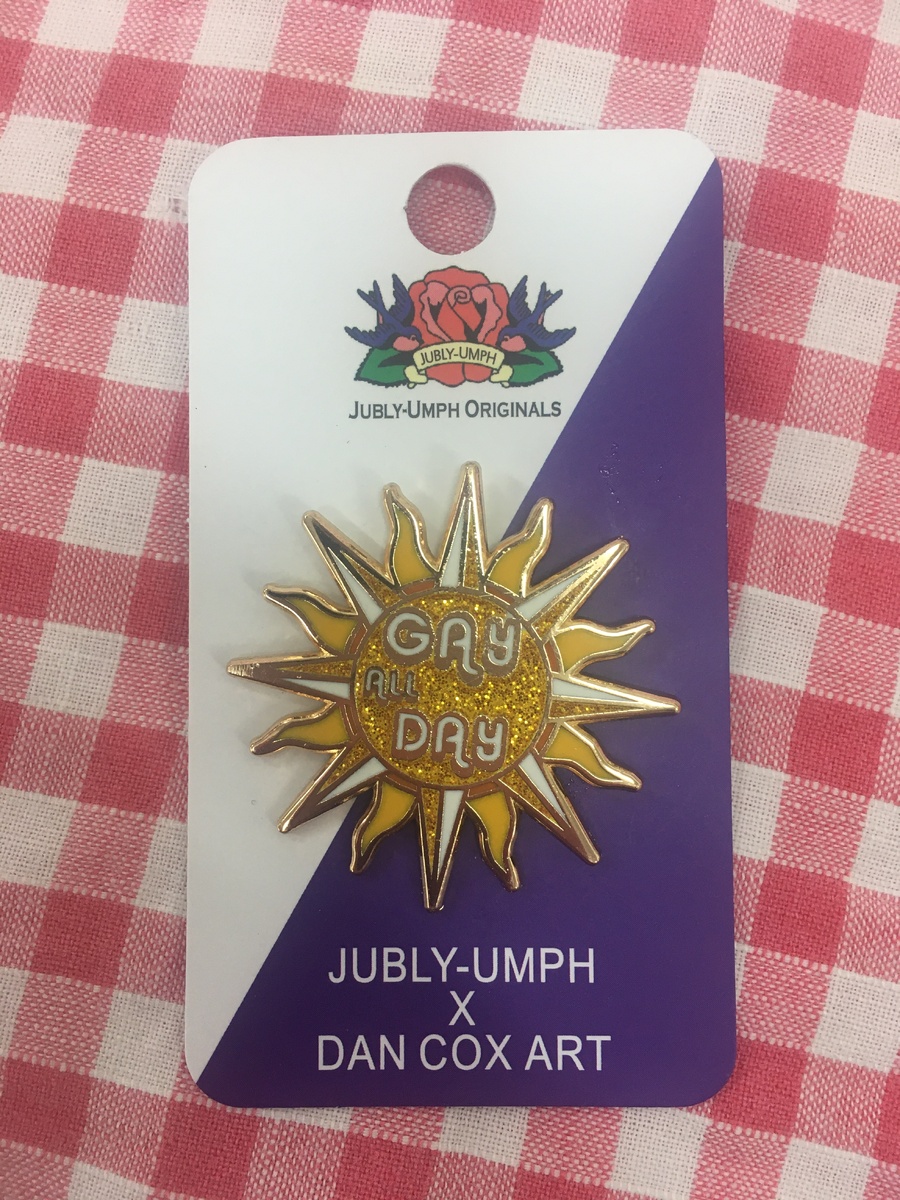 JUBLY-UMPH
JUBLY-UMPH ORIGINALS
GAY
ALL
DAY
JUBLY-UMPH
X
DAN COX ART